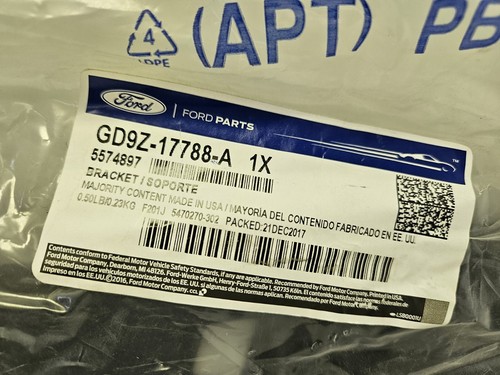 4
LDPE
(APT) PB
Ford
FORD PARTS
GD9Z-17788-A 1X
5574897
BRACKET / SOPORTE
MAJORITY CONTENT MADE IN USA / MAYORÍA DEL CONTENIDO FABRICADO EN EE. UU.
0.50LB/0.23KG F201J 5470270-302 PACKED:21DEC2017
Conforms to Federal Motor Vehicle Safety Standards, if any are applicable. Recommended by Ford Motor Company. Printed in USA.
Ford Motor Company, Dearborn, MI 48126. Ford-Werke GmbH, Henry-Ford-Straße 1, 50735 Köln. El contenido satisface las normas federales de
seguridad para los vehículos motorizados de los EE. UU. si algunas de las normas aplican. Recomendado por Ford Motor Company.
Impreso en los EE.UU.©2016, Ford Motor Company. cc.